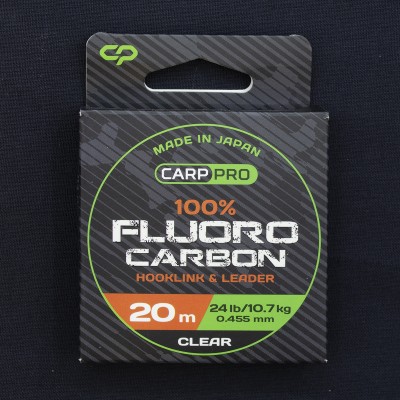 CP
MADE IN JAPAN
CARP PRO
100%
FLUORO
CARBON
HOOKLINK & LEADER
20 m
24 lb/10.7 kg
0.455 mm
CLEAR